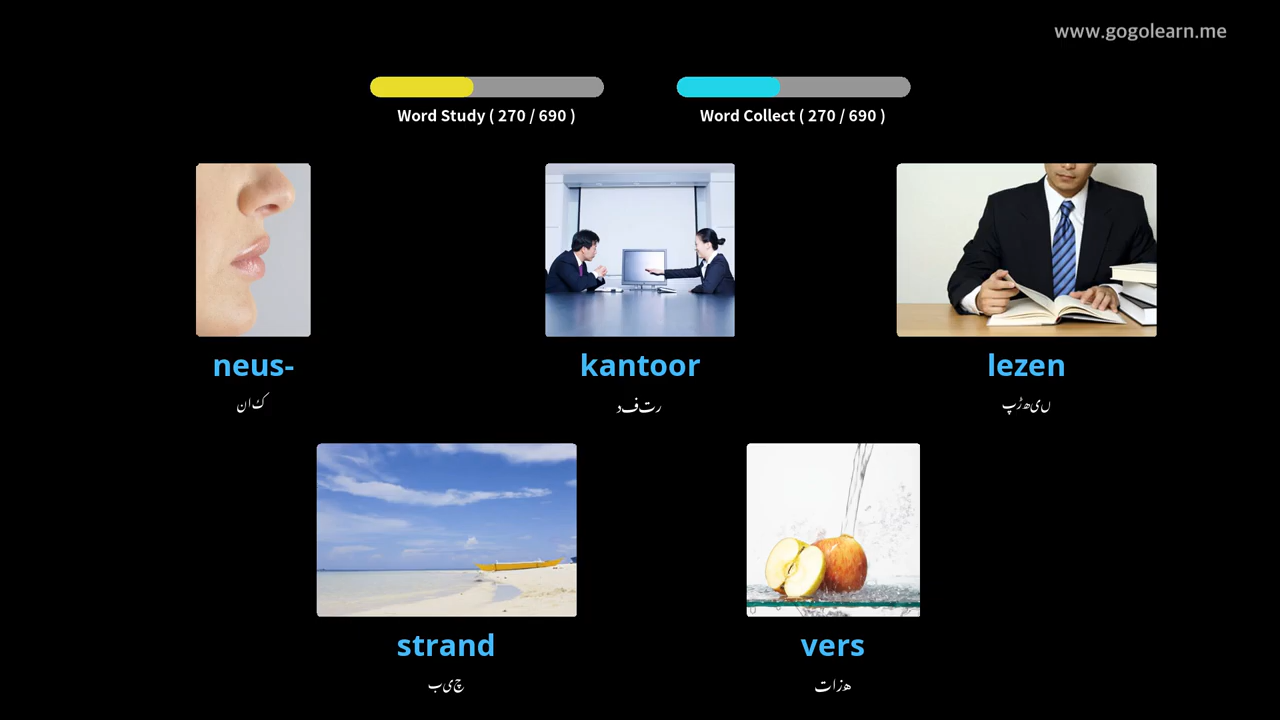 www.gogolearn.me
Word Study ( 270 / 690 )
Word Collect ( 270 / 690 )
neus-
ناک
kantoor
دفتر
lezen
پڑھیں
strand
بیچ
vers
تازہ